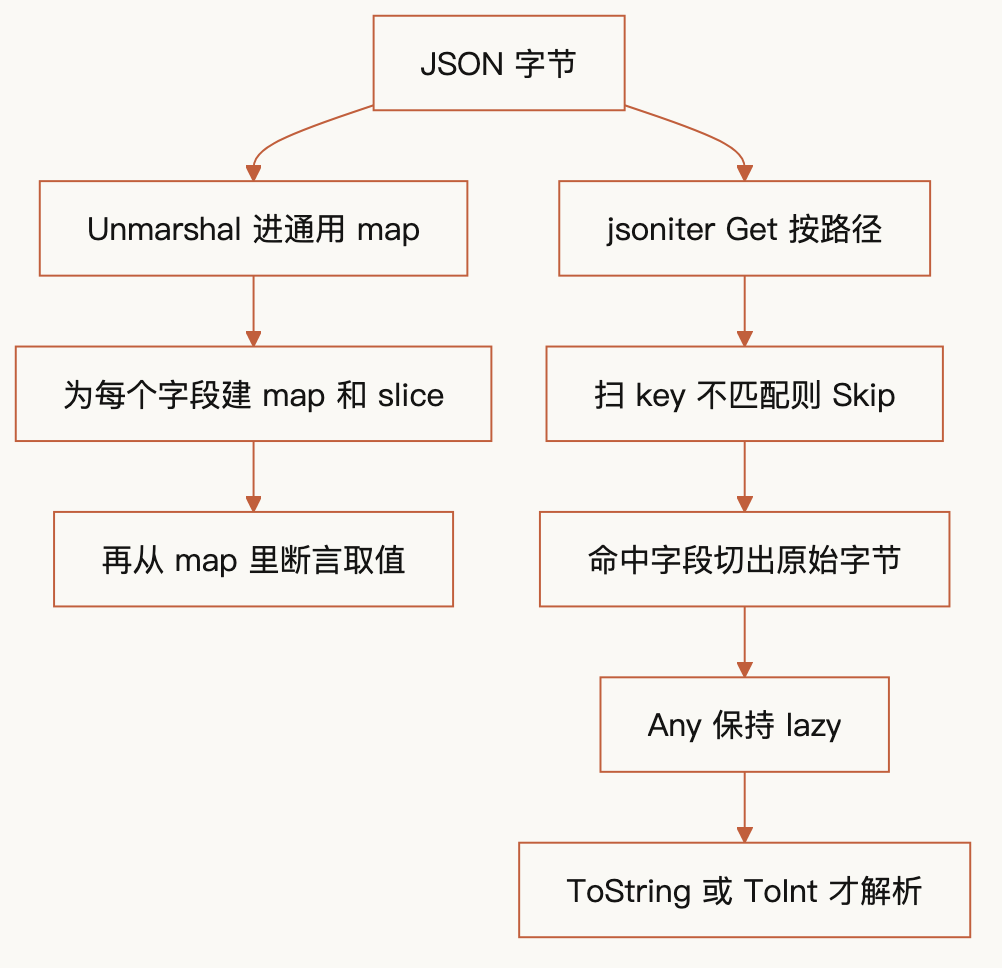 JSON 字节
Unmarshal 进通用 map
jsoniter Get 按路径
为每个字段建 map 和 slice
扫 key 不匹配则 Skip
再从 map 里断言取值
命中字段切出原始字节
Any 保持 lazy
ToString 或 ToInt 才解析